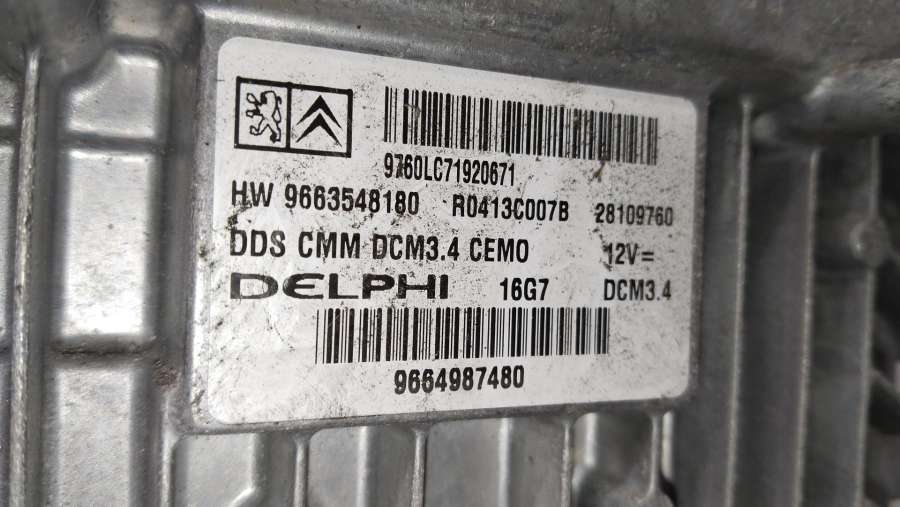 9760LC71920671
HW 9663548180 R0413C007B 28109760
DDS CMM DCM3.4 CEMO 12V=
DELPHI 16G7 DCM3.4
9664987480